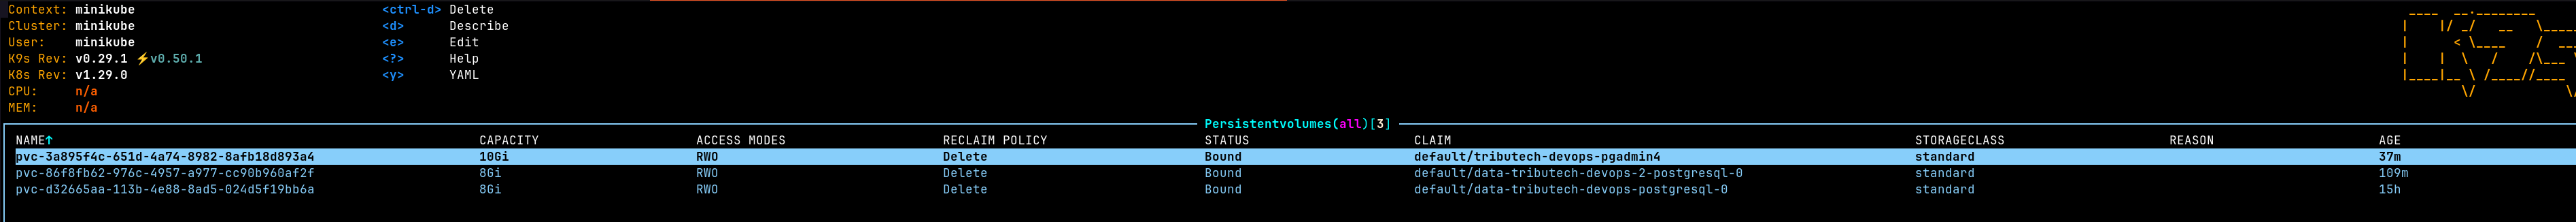 Context: minikube <ctrl-d> Delete
Cluster: minikube <d> Describe
User: minikube <e> Edit
K9s Rev: v0.29.1 ⚡v0.50.1 <?> Help
K8s Rev: v1.29.0 <y> YAML
CPU: n/a
MEM: n/a
Persistentvolumes(all)[3]
NAME↑ CAPACITY ACCESS MODES RECLAIM POLICY STATUS CLAIM STORAGECLASS REASON AGE
pvc-3a895f4c-651d-4a74-8982-8afb18d893a4 10Gi RWO Delete Bound default/tributech-devops-pgadmin4 standard 37m
pvc-86f8fb62-976c-4957-a977-cc90b960af2f 8Gi RWO Delete Bound default/data-tributech-devops-2-postgresql-0 standard 109m
pvc-d32665aa-113b-4e88-8ad5-024d5f19bb6a 8Gi RWO Delete Bound default/data-tributech-devops-postgresql-0 standard 15h